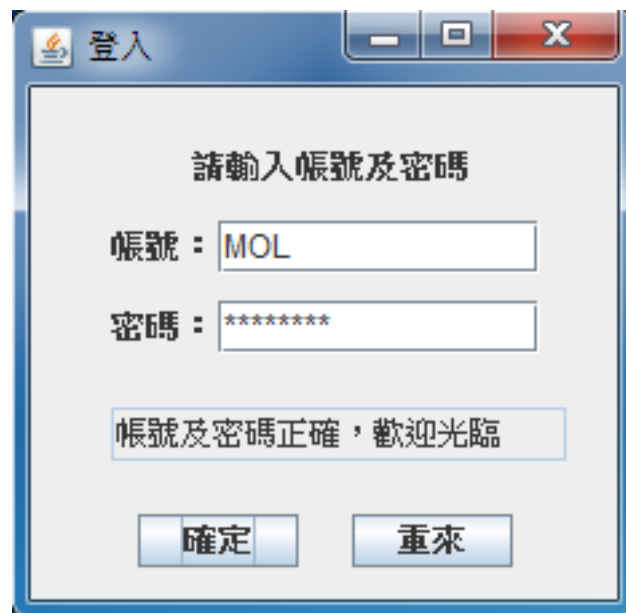 登入
請輸入帳號及密碼
帳號：MOL
密碼：********
帳號及密碼正確，歡迎光臨
確定 重來